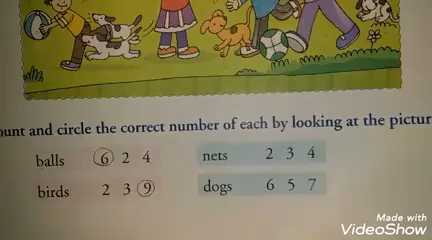 ount and circle the correct number of each by looking at the pictur
balls 6 2 4 nets 2 3 4
birds 2 3 9 dogs 6 5 7
Made with
VideoShow